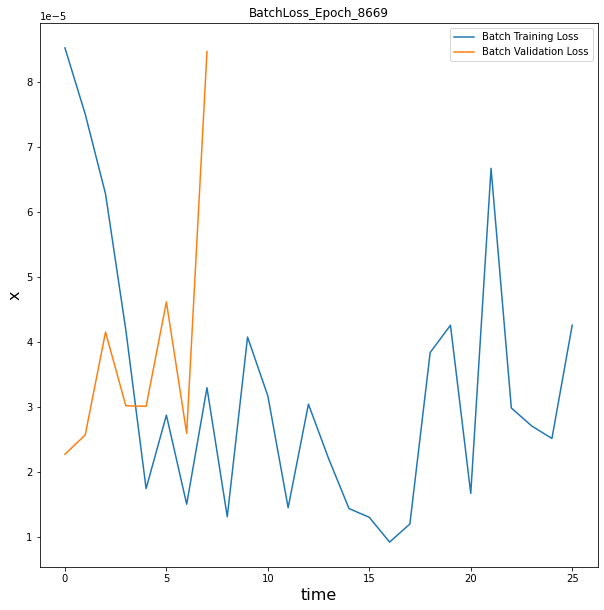 BatchLoss_Epoch_8669
1e−5
Batch Training Loss
Batch Validation Loss
8
7
6
5
4
3
2
1
x
0 5 10 15 20 25
time